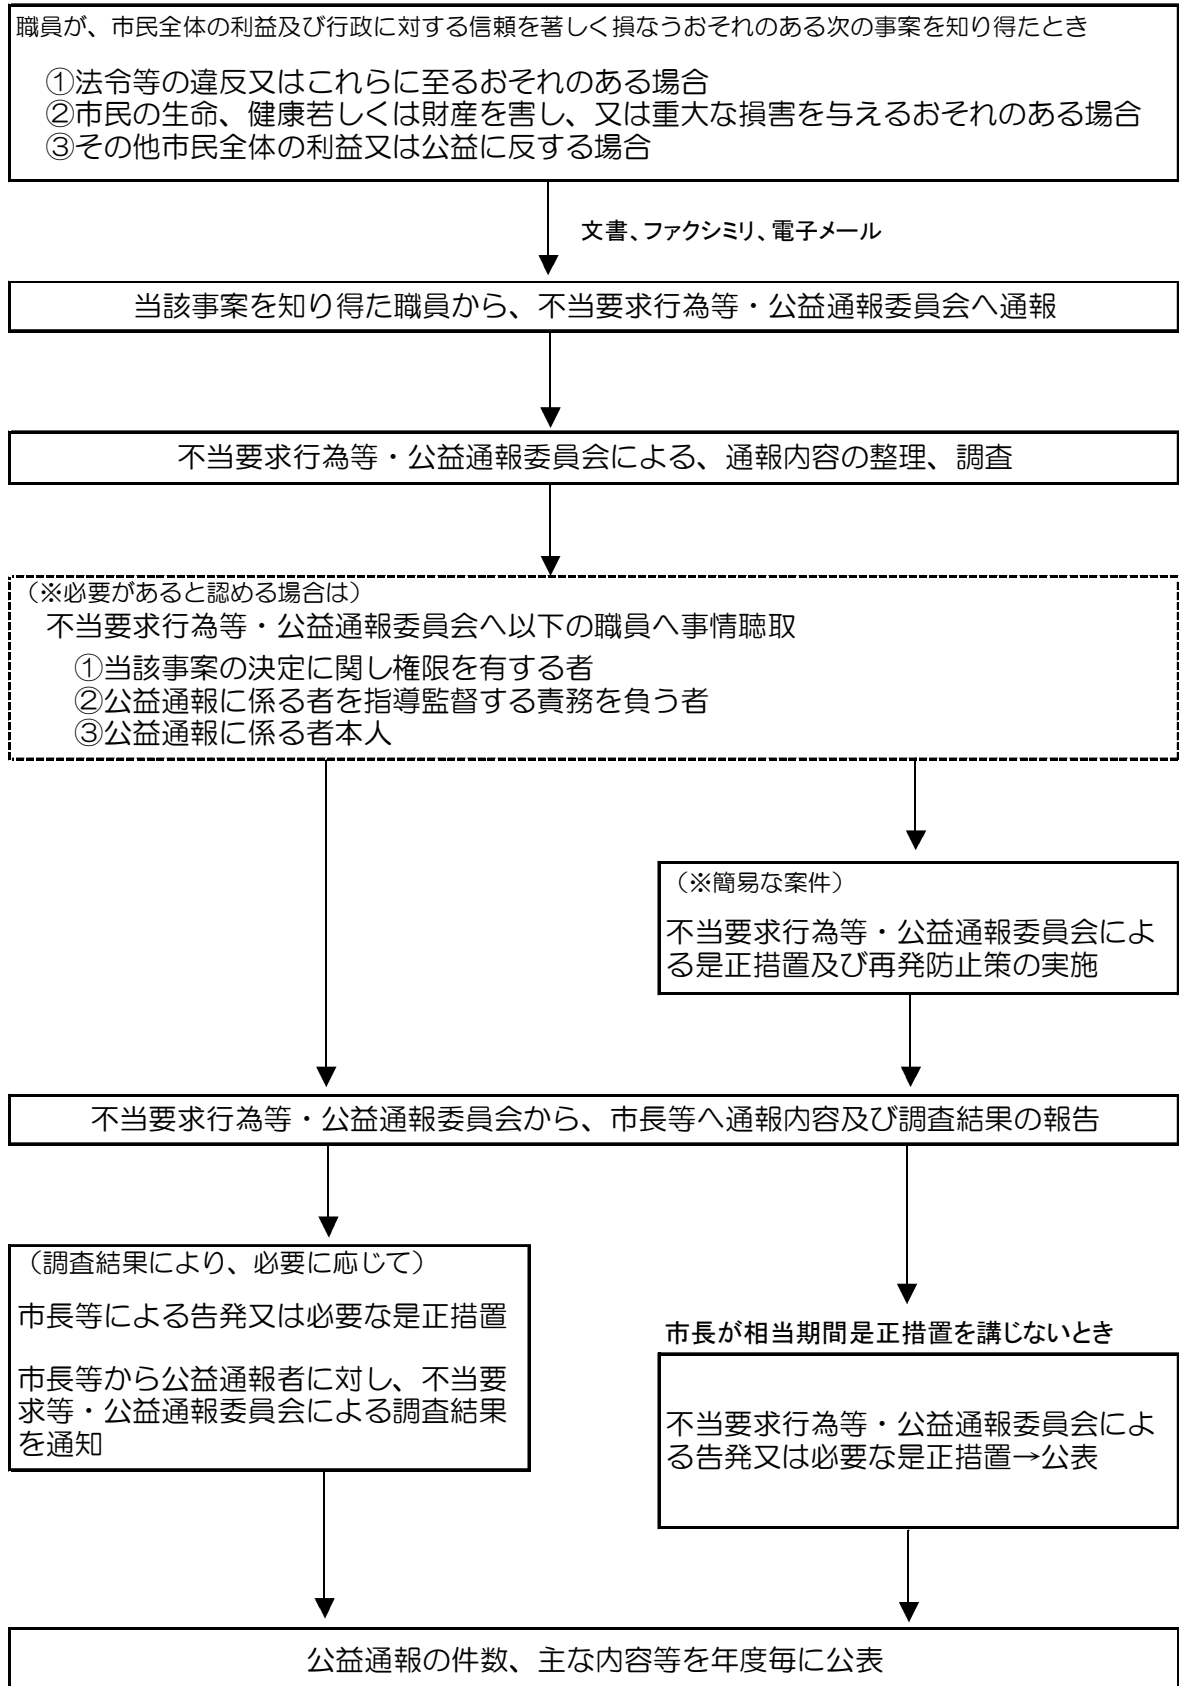 職員が、市民全体の利益及び行政に対する信頼を著しく損なうおそれのある次の事案を知り得たとき
①法令等の違反又はこれらに至るおそれのある場合
②市民の生命、健康若しくは財産を害し、又は重大な損害を与えるおそれのある場合
③その他市民全体の利益又は公益に反する場合
文書、ファクシミリ、電子メール
当該事案を知り得た職員から、不当要求行為等・公益通報委員会へ通報
不当要求行為等・公益通報委員会による、通報内容の整理、調査
（※必要があると認める場合は）
不当要求行為等・公益通報委員会へ以下の職員へ事情聴取
①当該事案の決定に関し権限を有する者
②公益通報に係る者を指導監督する責務を負う者
③公益通報に係る者本人
（※簡易な案件）
不当要求行為等・公益通報委員会によ
る是正措置及び再発防止策の実施
不当要求行為等・公益通報委員会から、市長等へ通報内容及び調査結果の報告
（調査結果により、必要に応じて）
市長等による告発又は必要な是正措置
市長等から公益通報者に対し、不当要
求等・公益通報委員会による調査結果
を通知
市長が相当期間是正措置を講じないとき
不当要求行為等・公益通報委員会によ
る告発又は必要な是正措置→公表
公益通報の件数、主な内容等を年度毎に公表